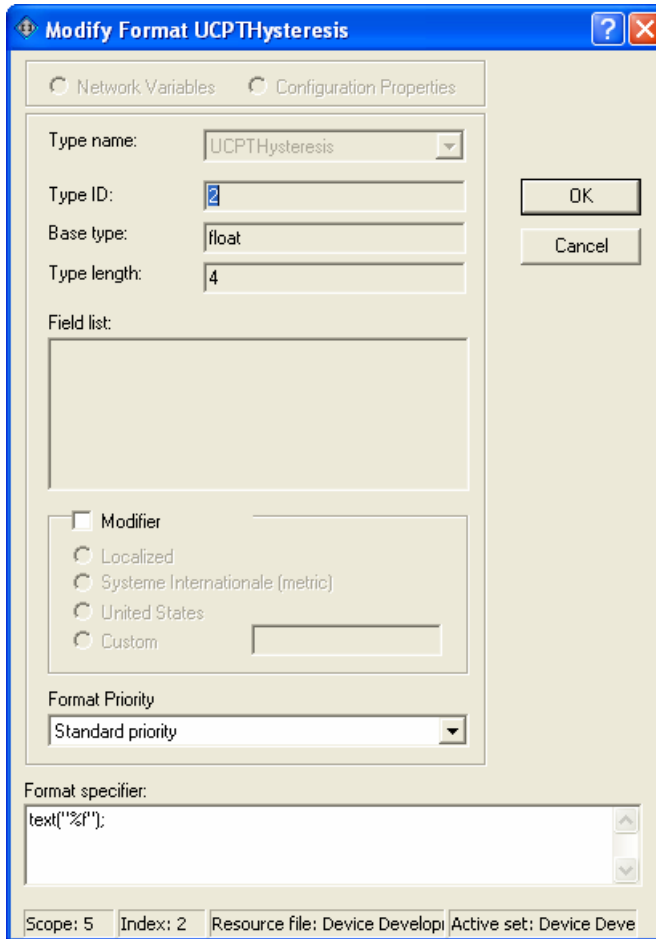 Modify Format UCPTHysteresis
Network Variables Configuration Properties
Type name: UCPTHysteresis
Type ID: 2
OK
Base type: float
Cancel
Type length: 4
Field list:
Modifier
Localized
Systeme Internationale (metric)
United States
Custom
Format Priority
Standard priority
Format specifier:
text("%f");
Scope: 5 Index: 2 Resource file: Device Develop Active set: Device Deve